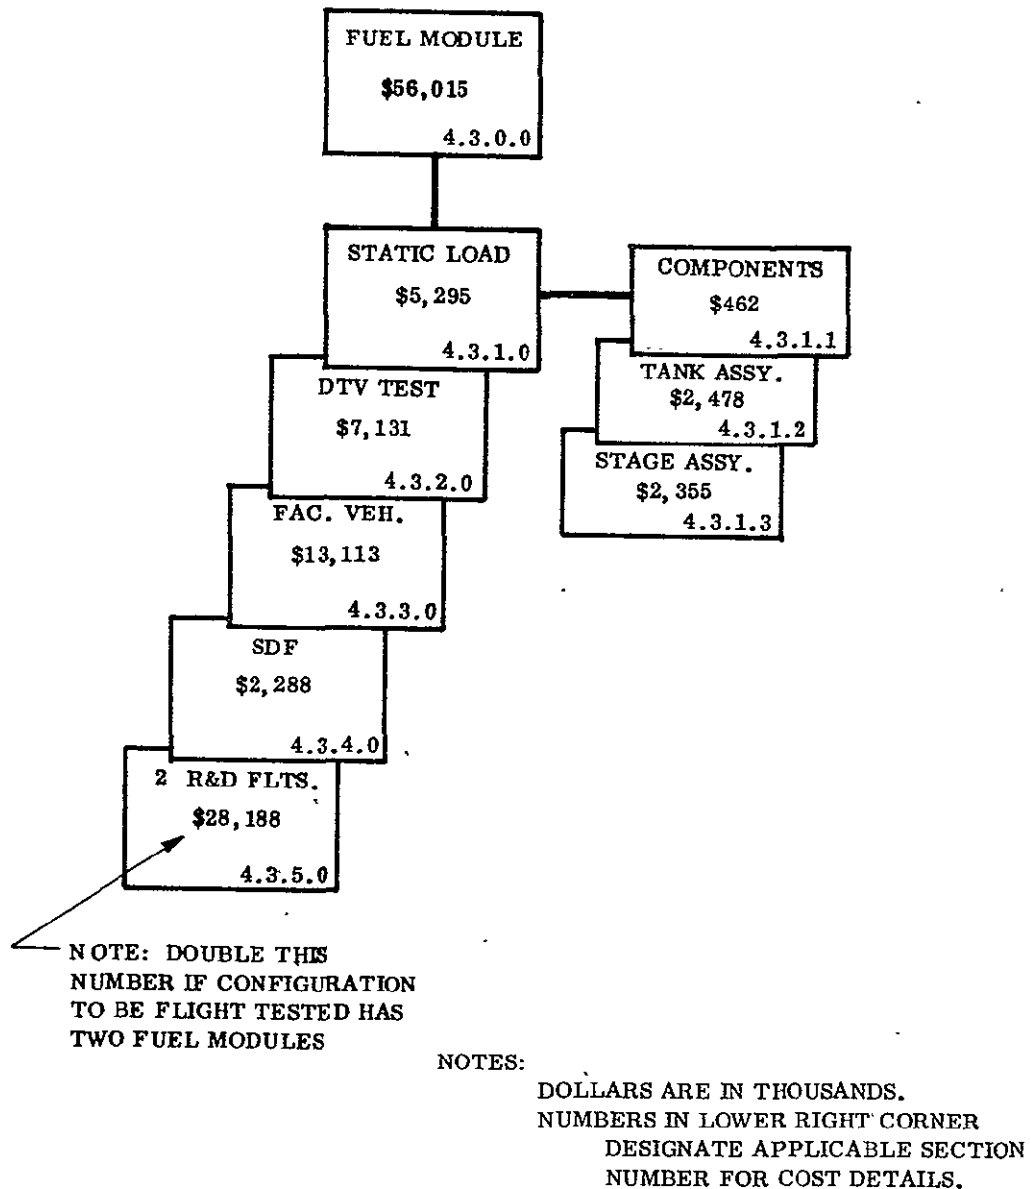 FUEL MODULE
$56,015
4.3.0.0
STATIC LOAD
$5,295
4.3.1.0
COMPONENTS
$462
4.3.1.1
TANK ASSY.
$2,478
4.3.1.2
STAGE ASSY.
$2,355
4.3.1.3
DTV TEST
$7,131
4.3.2.0
FAC. VEH.
$13,113
4.3.3.0
SDF
$2,288
4.3.4.0
2 R&D FLTS.
$28,188
4.3.5.0
NOTE: DOUBLE THIS
NUMBER IF CONFIGURATION
TO BE FLIGHT TESTED HAS
TWO FUEL MODULES
NOTES:
DOLLARS ARE IN THOUSANDS.
NUMBERS IN LOWER RIGHT CORNER
DESIGNATE APPLICABLE SECTION
NUMBER FOR COST DETAILS.